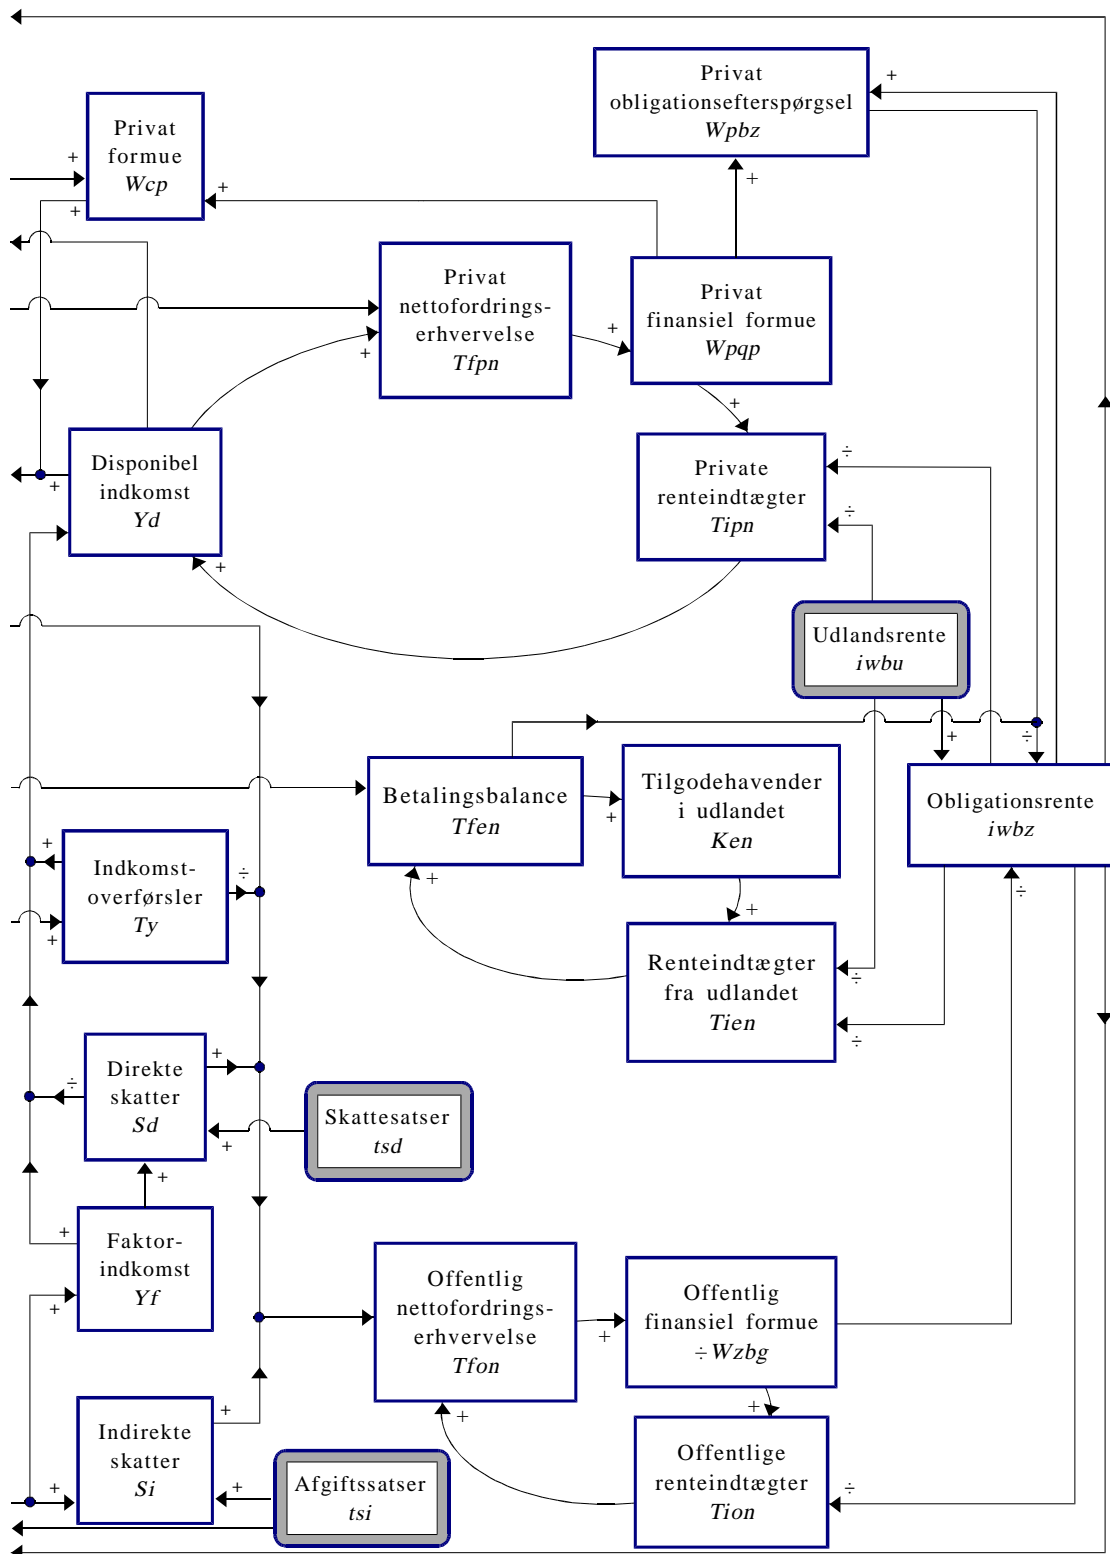 Privat
obligationsefterspørgsel
Wpbz
+
Privat
formue
Wcp
+
+
+
+
Privat
nettofordrings-
erhvervelse
Tfpn
+
+
Privat
finansiel formue
Wpqp
+
Disponibel
indkomst
Yd
+
+
Private
renteindtægter
Tipn
÷
÷
Udlandsrente
iwbu
+
÷
Betalingsbalance
Tfen
+
+
Tilgodehavender
i udlandet
Ken
+
Obligationsrente
iwbz
÷
Indkomst-
overførsler
Ty
+
÷
+
Renteindtægter
fra udlandet
Tien
÷
÷
Direkte
skatter
Sd
+
÷
+
+
Skattesatser
tsd
Faktor-
indkomst
Yf
+
+
Offentlig
nettofordrings-
erhvervelse
Tfon
+
+
Offentlig
finansiel formue
÷Wzbg
+
Indirekte
skatter
Si
+
+
+
Afgiftssatser
tsi
Offentlige
renteindtægter
Tion
÷